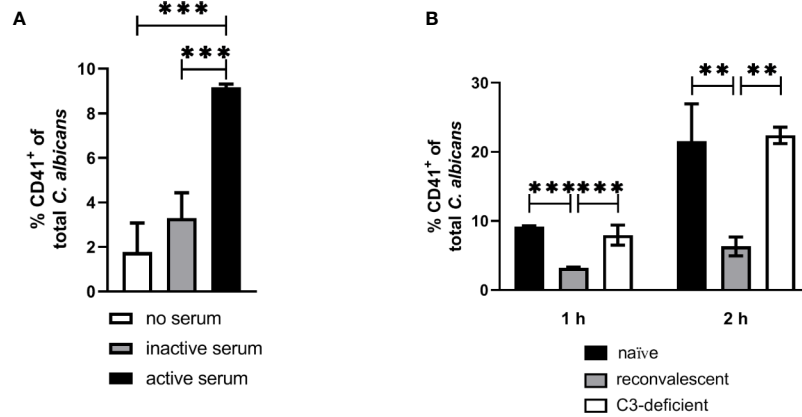 A
***
***
10
8
6
4
2
0
% CD41+ of
total C. albicans
no serum
inactive serum
active serum
B
** **
******
30
20
10
0
% CD41+ of
total C. albicans
1 h 2 h
naïve
reconvalescent
C3-deficient